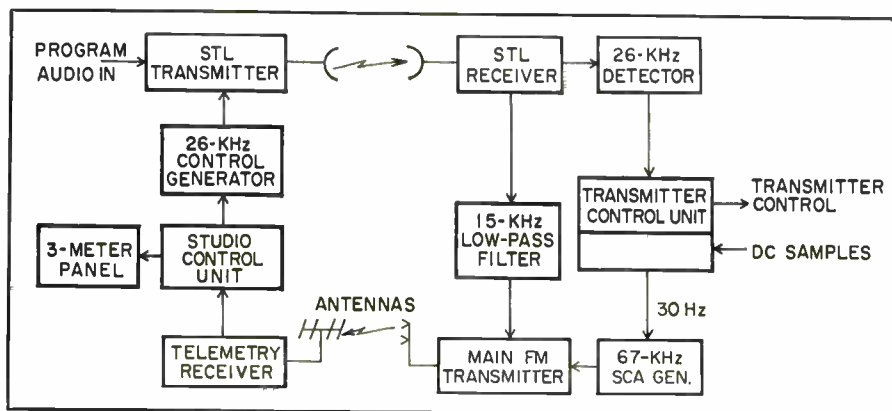 PROGRAM
AUDIO IN
STL
TRANSMITTER
STL
RECEIVER
26-KHz
DETECTOR
26-KHz
CONTROL
GENERATOR
TRANSMITTER
CONTROL UNIT
TRANSMITTER
CONTROL
15-KHz
LOW-PASS
FILTER
3-METER
PANEL
STUDIO
CONTROL
UNIT
DC SAMPLES
ANTENNAS
30 Hz
TELEMETRY
RECEIVER
MAIN FM
TRANSMITTER
67-KHz
SCA GEN.